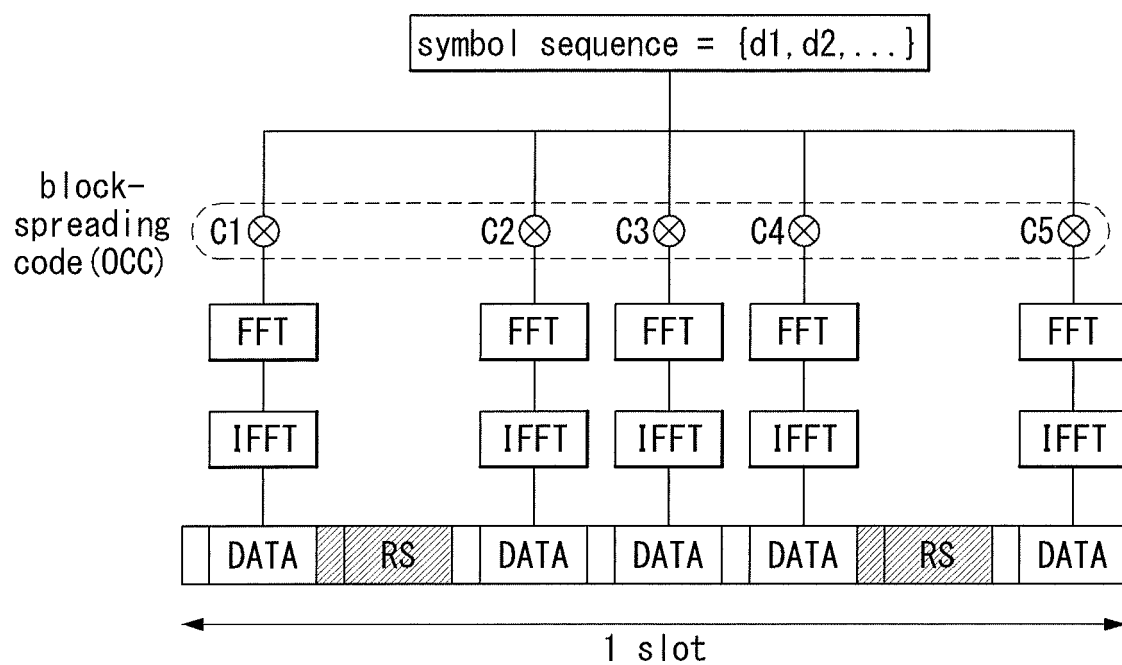 symbol sequence = {d1,d2,...}
block-
spreading
code(OCC)
C1 C2 C3 C4 C5
FFT FFT FFT FFT FFT
IFFT IFFT IFFT IFFT IFFT
DATA RS DATA DATA DATA RS DATA
1 slot